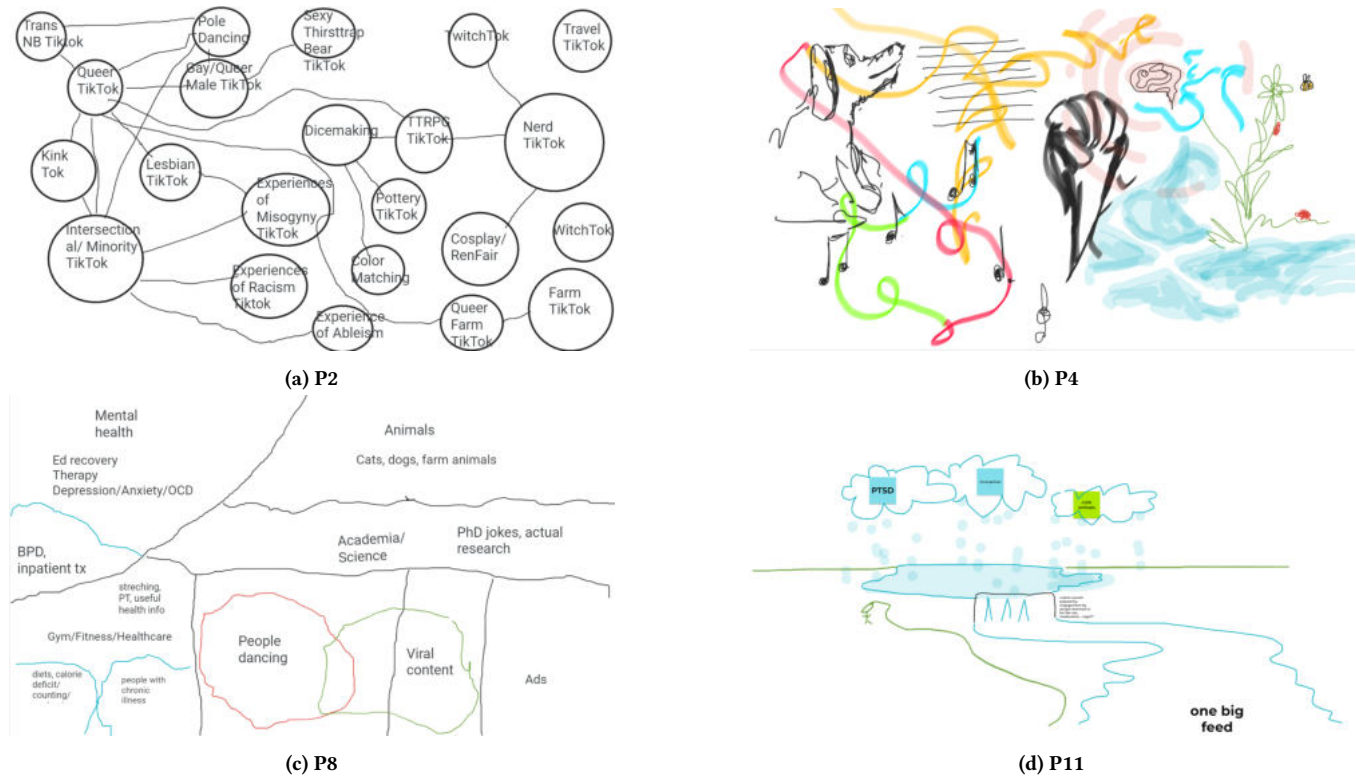 Trans
NB Tiktok
Pole
Dancing
Sexy
Thirsttrap
Bear
TikTok
TwitchTok
Travel
TikTok
Queer
TikTok
Gay/Queer
Male TikTok
Dicemaking
TTRPG
TikTok
Nerd
TikTok
Kink
Tok
Lesbian
TikTok
Experiences
of
Misogyny
TikTok
Pottery
TikTok
Intersection
al/ Minority
TikTok
Cosplay/
RenFair
WitchTok
Experiences
of Racism
Tiktok
Color
Matching
Experience
of Ableism
Queer
Farm
TikTok
Farm
TikTok
(a) P2
(b) P4
Mental
health
Ed recovery
Therapy
Depression/Anxiety/OCD
Animals
Cats, dogs, farm animals
BPD,
inpatient tx
Academia/
Science
PhD jokes, actual
research
streching,
PT, useful
health info
Gym/Fitness/Healthcare
diets, calorie
deficit/
counting/
people with
chronic
illness
People
dancing
Viral
content
Ads
(c) P8
PTSD
one big
feed
(d) P11